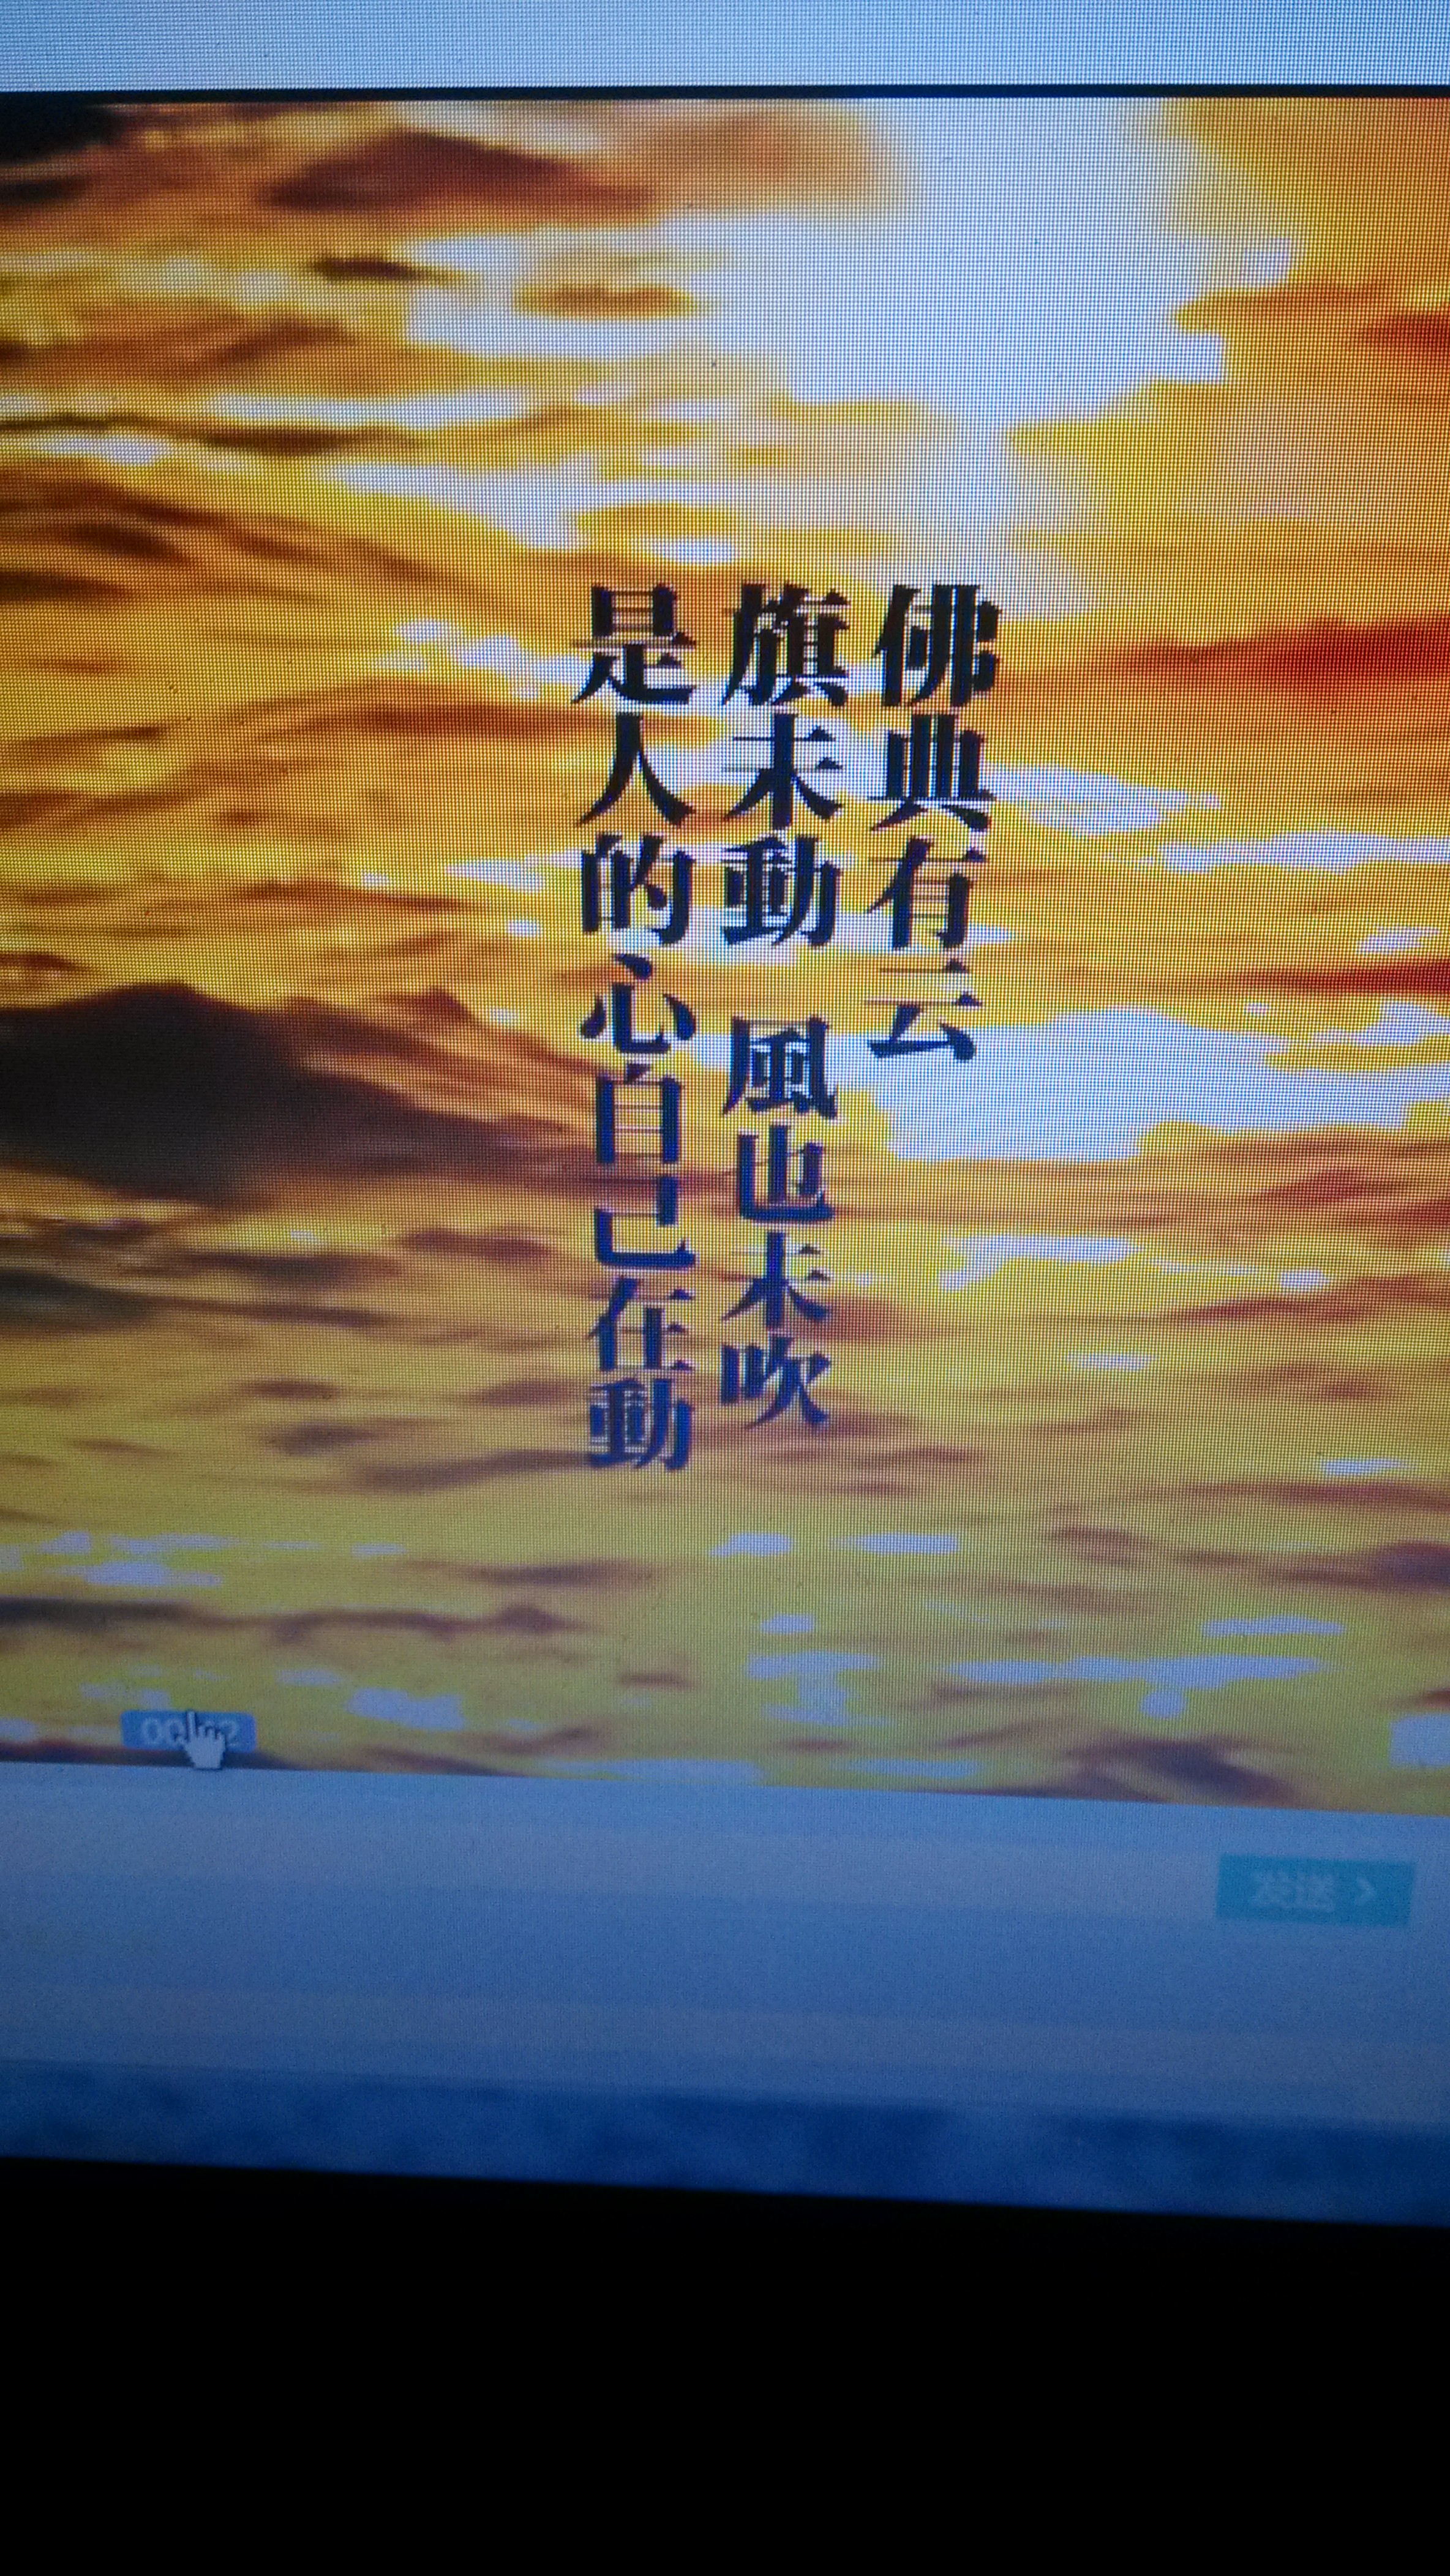 佛典有云
旗未動 風也未吹
是人的心自己在動